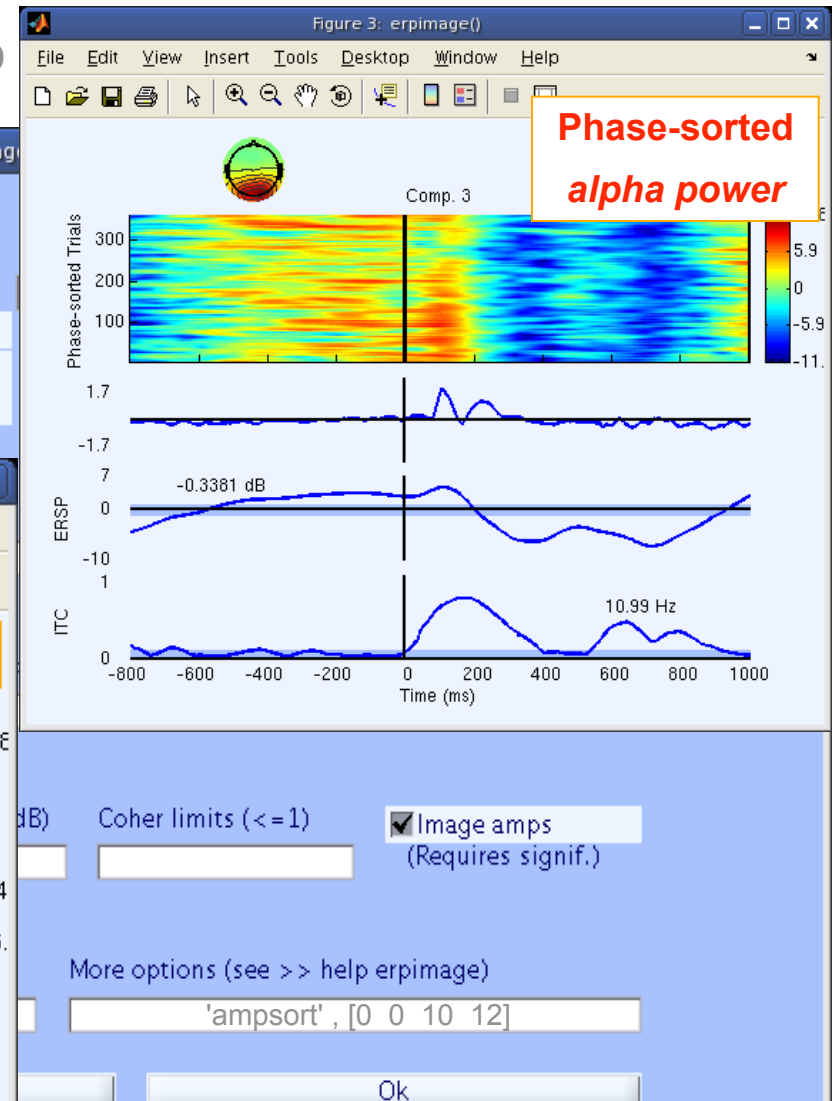 Figure 3: erpimage()
File Edit View Insert Tools Desktop Window Help
Phase-sorted
alpha power
Comp. 3
Phase-sorted Trials
300
200
100
5.9
0
-5.9
-11.
1.7
-1.7
7
0
-10
ERSP
-0.3381 dB
1
0
ITC
10.99 Hz
-800 -600 -400 -200 0 200 400 600 800 1000
Time (ms)
dB) Coher limits (<=1)
Image amps
(Requires signif.)
More options (see >> help erpimage)
'ampsort' , [0 0 10 12]
Ok